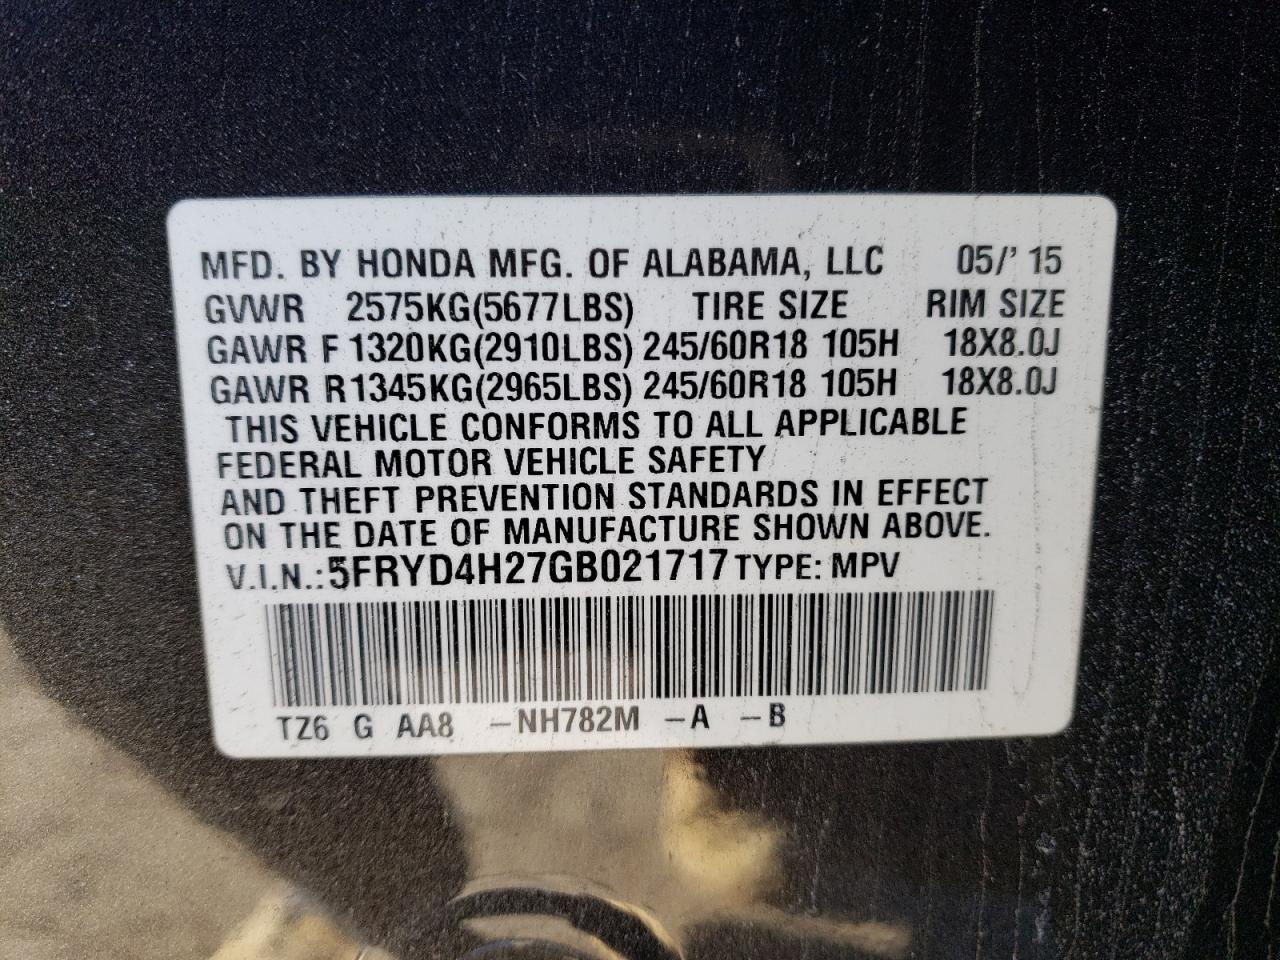 MFD. BY HONDA MFG. OF ALABAMA, LLC 05/' 15
GVWR 2575KG(5677LBS) TIRE SIZE RIM SIZE
GAWR F 1320KG(2910LBS) 245/60R18 105H 18X8.0J
GAWR R1345KG(2965LBS) 245/60R18 105H 18X8.0J
THIS VEHICLE CONFORMS TO ALL APPLICABLE
FEDERAL MOTOR VEHICLE SAFETY
AND THEFT PREVENTION STANDARDS IN EFFECT
ON THE DATE OF MANUFACTURE SHOWN ABOVE.
V.I.N.: 5FRYD4H27GB021717 TYPE: MPV
TZ6 G AA8 –NH782M –A –B